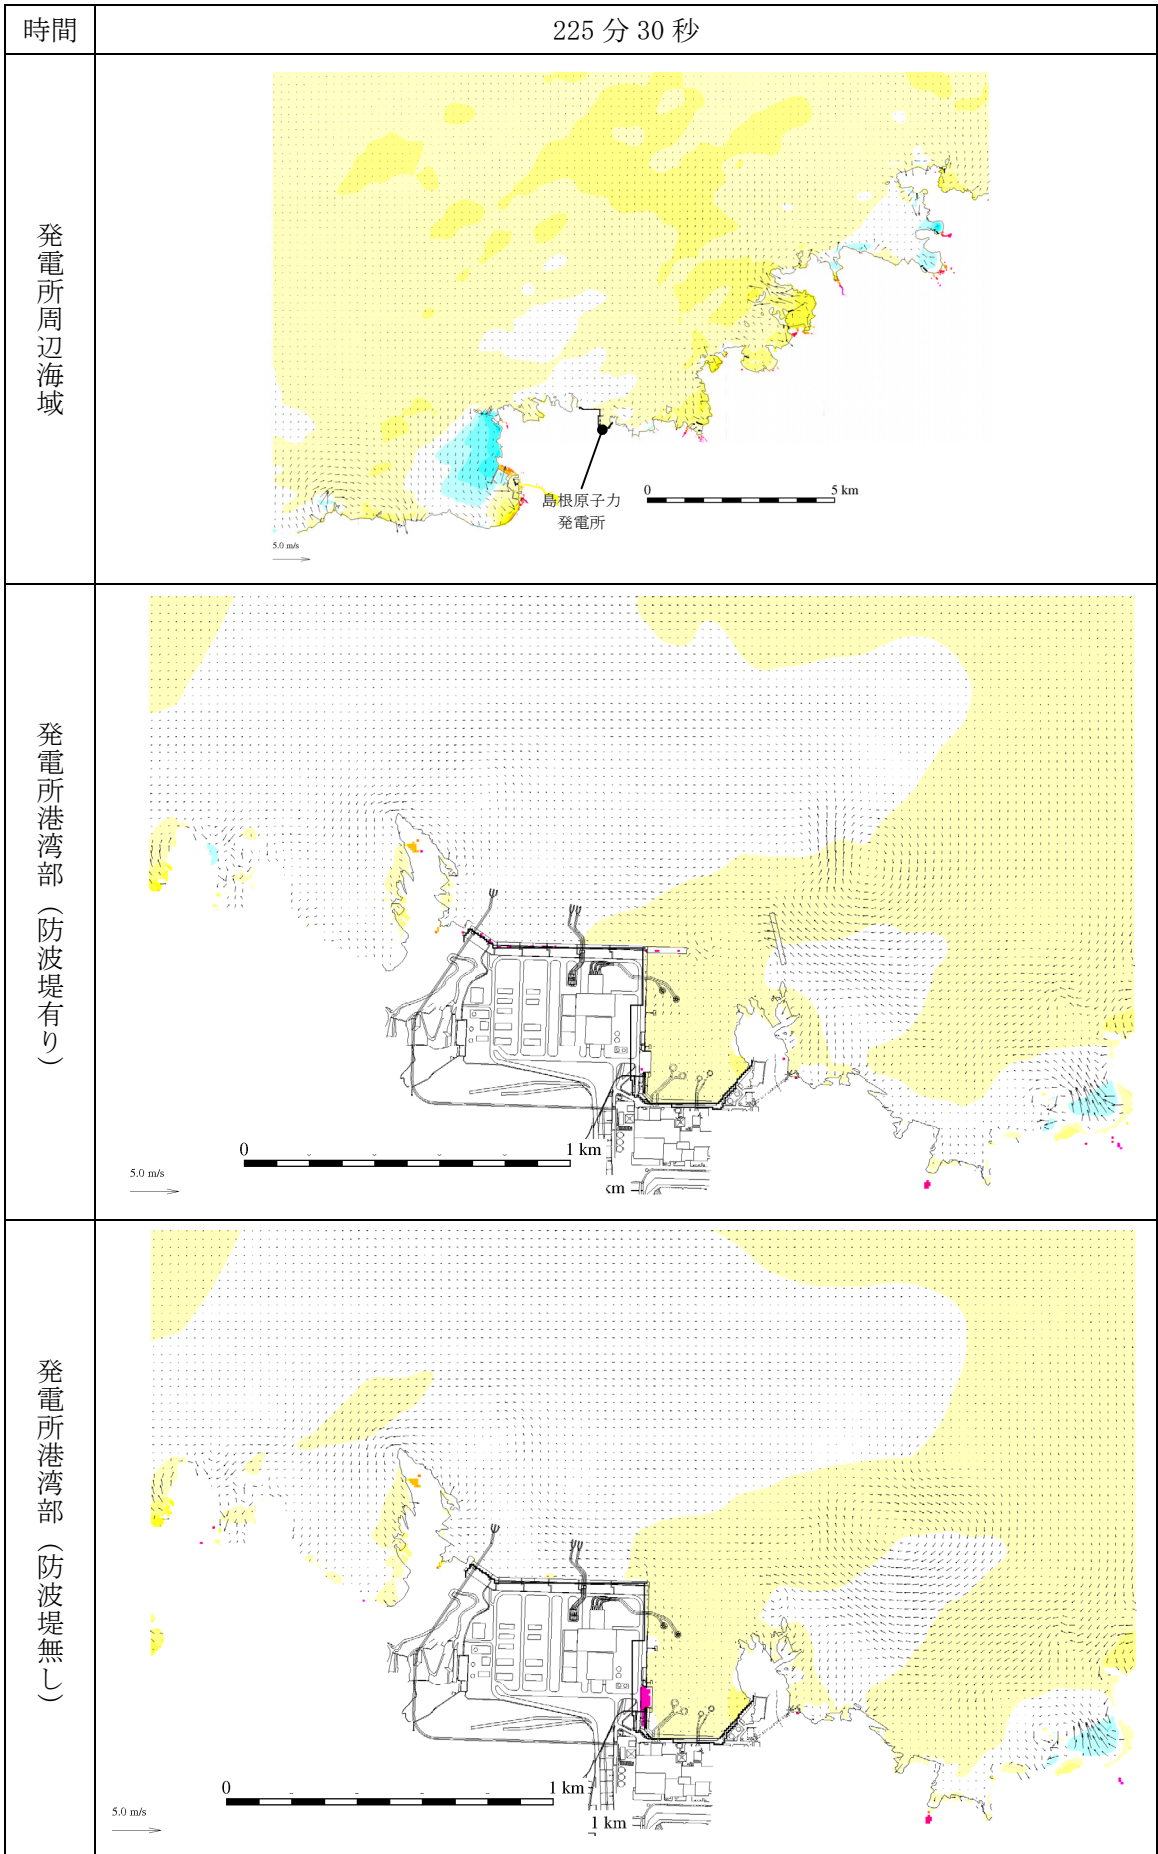 時間
225 分 30 秒
発電所周辺海域
島根原子力
発電所
0
5 km
5.0 m/s
発電所港湾部（防波堤有り）
0
1 km
km
5.0 m/s
発電所港湾部（防波堤無し）
0
1 km
1 km
5.0 m/s